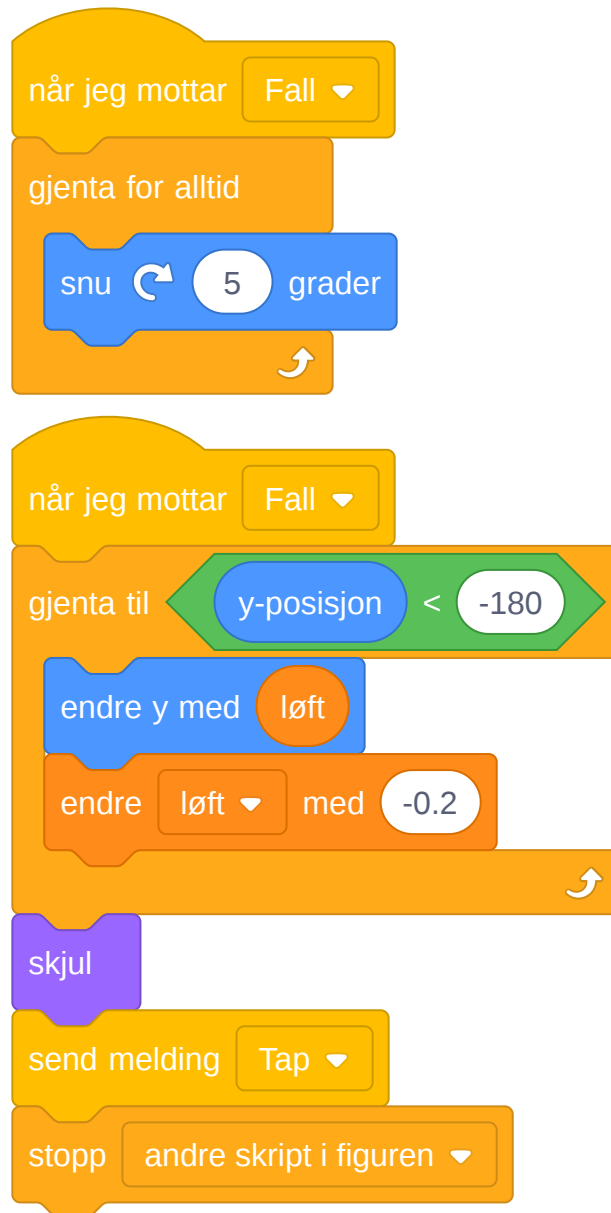 når jeg mottar Fall
gjenta for alltid
snu 5 grader
når jeg mottar Fall
gjenta til y-posisjon < -180
endre y med løft
endre løft med -0.2
skjul
send melding Tap
stopp andre skript i figuren